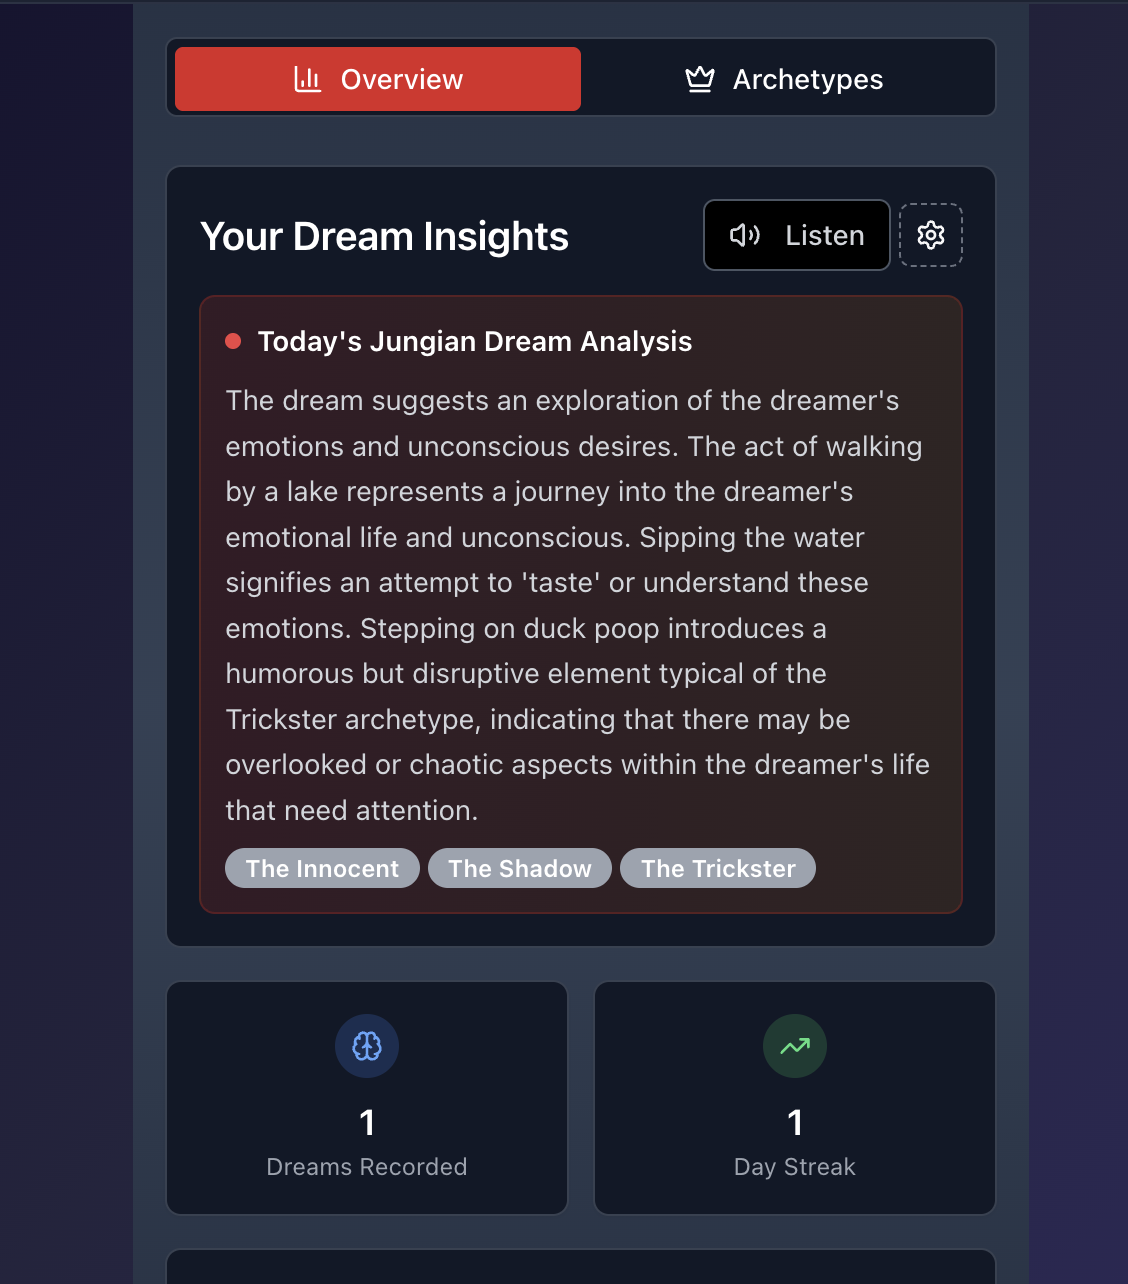 Overview
Archetypes
Your Dream Insights
Listen
Today's Jungian Dream Analysis
The dream suggests an exploration of the dreamer's
emotions and unconscious desires. The act of walking
by a lake represents a journey into the dreamer's
emotional life and unconscious. Sipping the water
signifies an attempt to 'taste' or understand these
emotions. Stepping on duck poop introduces a
humorous but disruptive element typical of the
Trickster archetype, indicating that there may be
overlooked or chaotic aspects within the dreamer's life
that need attention.
The Innocent
The Shadow
The Trickster
1
Dreams Recorded
1
Day Streak